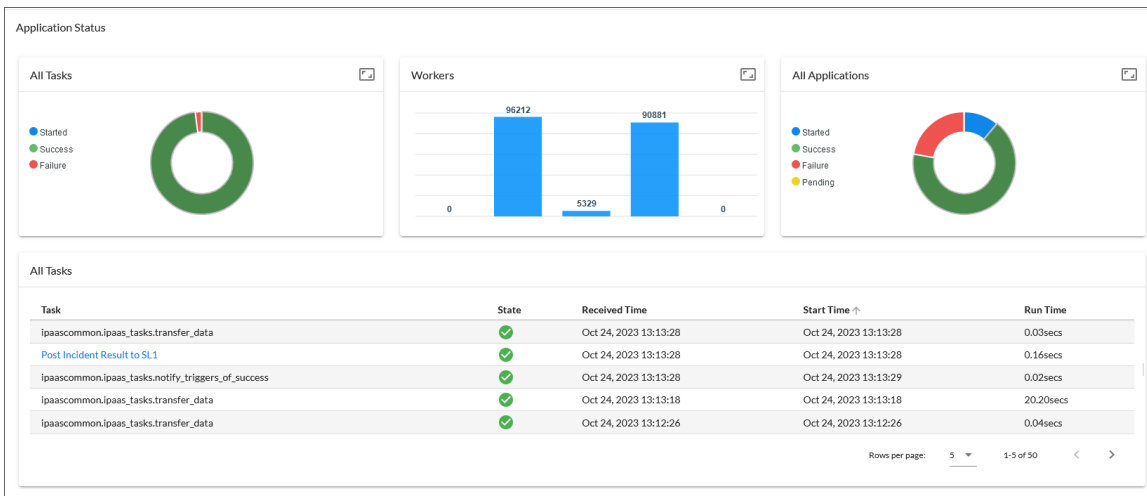 Application Status
All Tasks
Started
Success
Failure
Workers
0
96212
5329
90881
0
All Applications
Started
Success
Failure
Pending
All Tasks
Task State Received Time Start Time ↑ Run Time
ipaascommon.ipaas_tasks.transfer_data Oct 24, 2023 13:13:28 Oct 24, 2023 13:13:28 0.03secs
Post Incident Result to SL1 Oct 24, 2023 13:13:28 Oct 24, 2023 13:13:28 0.16secs
ipaascommon.ipaas_tasks.notify_triggers_of_success Oct 24, 2023 13:13:28 Oct 24, 2023 13:13:29 0.02secs
ipaascommon.ipaas_tasks.transfer_data Oct 24, 2023 13:13:18 Oct 24, 2023 13:13:18 20.20secs
ipaascommon.ipaas_tasks.transfer_data Oct 24, 2023 13:12:26 Oct 24, 2023 13:12:26 0.04secs
Rows per page: 5 1-5 of 50